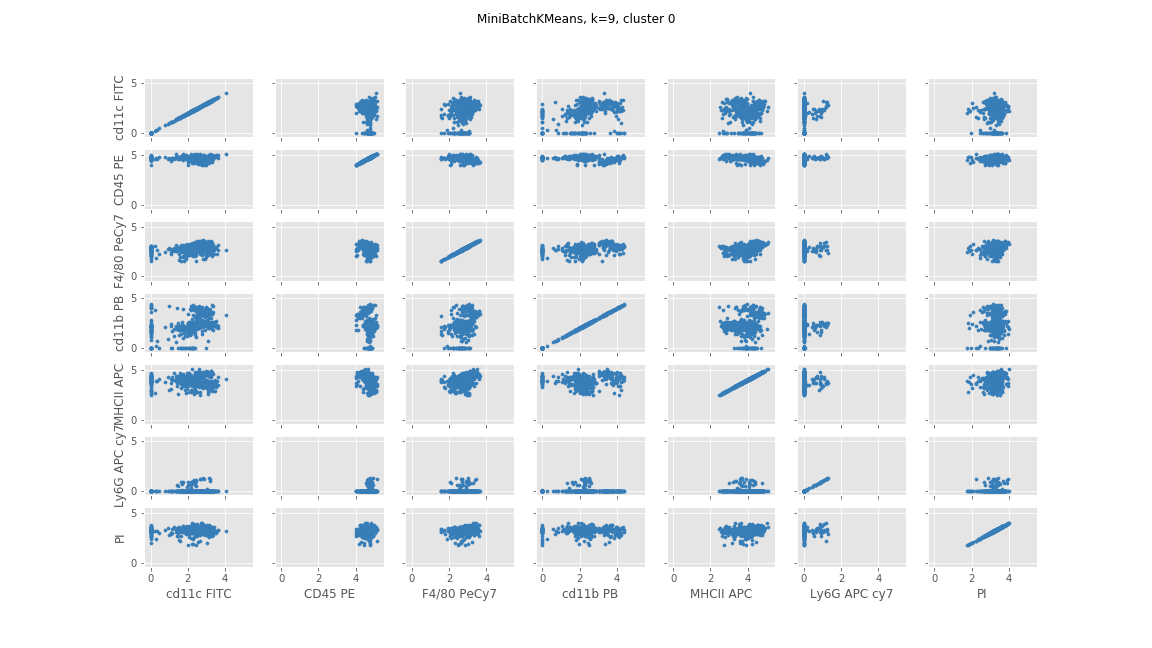 MiniBatchKMeans, k=9, cluster 0
cd11c FITC
5
0
CD45 PE
5
0
F4/80 PeCy7
5
0
cd11b PB
5
0
MHCII APC
5
0
Ly6G APC cy7
5
0
PI
5
0
0 2 4 0 2 4 0 2 4 0 2 4 0 2 4 0 2 4 0 2 4
cd11c FITC CD45 PE F4/80 PeCy7 cd11b PB MHCII APC Ly6G APC cy7 PI